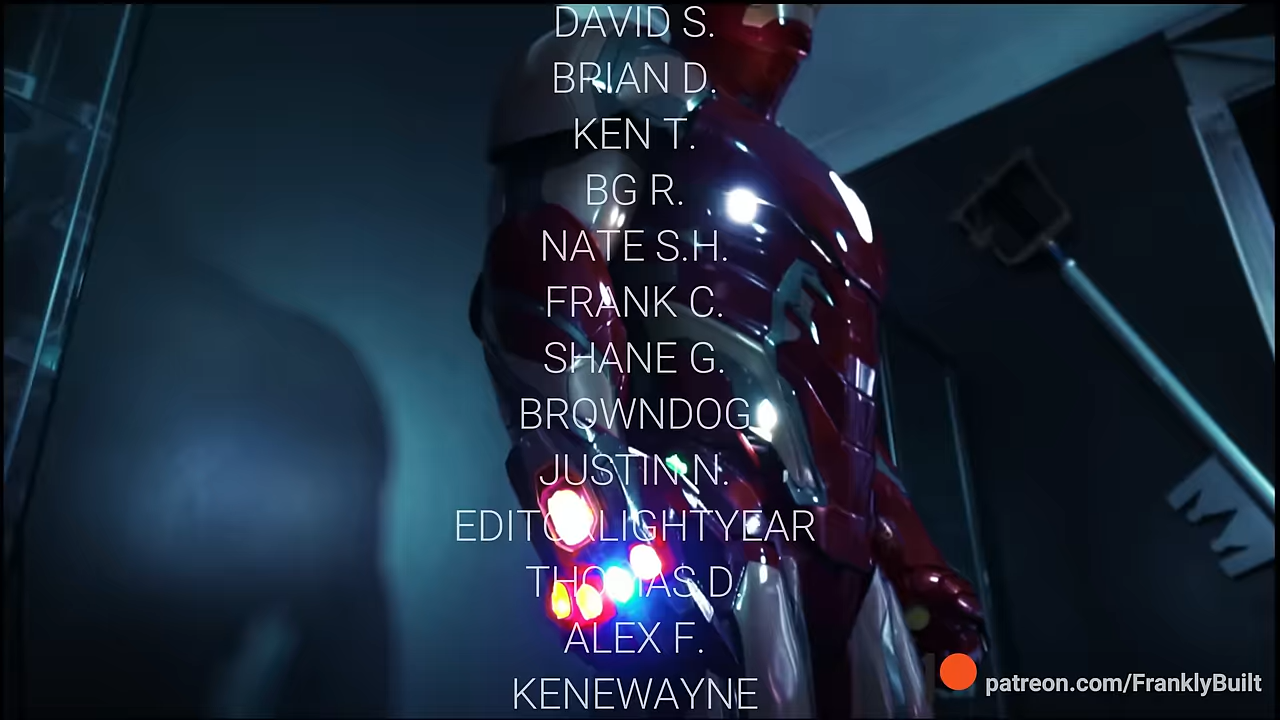 DAVID S.
BRIAN D.
KEN T.
BG R.
NATE S.H.
FRANK C.
SHANE G.
BROWNDOG
JUSTIN N.
EDITORLIGHTYEAR
THOMAS D.
ALEX F.
KENEWAYNE
patreon.com/FranklyBuilt